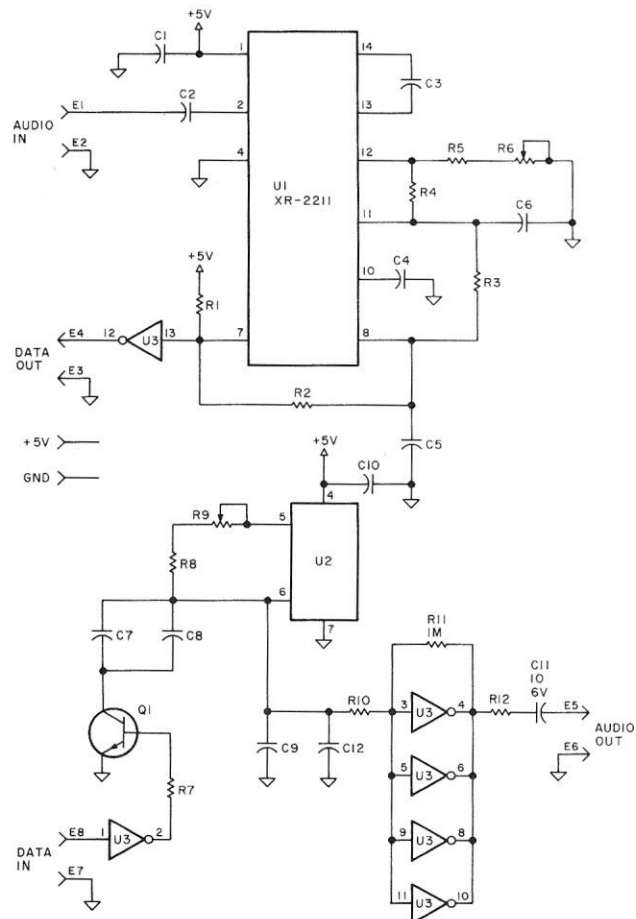 +5V
C1
1
14
C3
E1
C2
2
13
AUDIO
IN
E2
4
12
R5
R6
U1
XR-2211
R4
11
C6
+5V
C4
10
R3
R1
E4
12
U3
13
7
8
DATA
OUT
E3
R2
+5V
+5V
C5
C10
GND
4
R9
5
U2
R8
6
R11
1M
7
C7
C8
C11
10
6V
R10
3
U3
4
R12
E5
Q1
AUDIO
OUT
E6
C9
C12
5
U3
6
R7
E8
1
U3
2
9
U3
8
DATA
IN
E7
11
U3
10